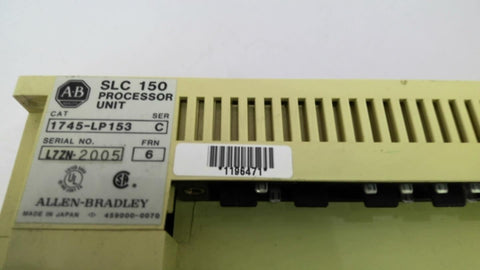 A-B
SLC 150
PROCESSOR
UNIT
CAT SER
1745-LP153 C
SERIAL NO. FRN
L7ZN-2005 6
UL
ALLEN-BRADLEY
MADE IN JAPAN 459000-0070
*1196471*